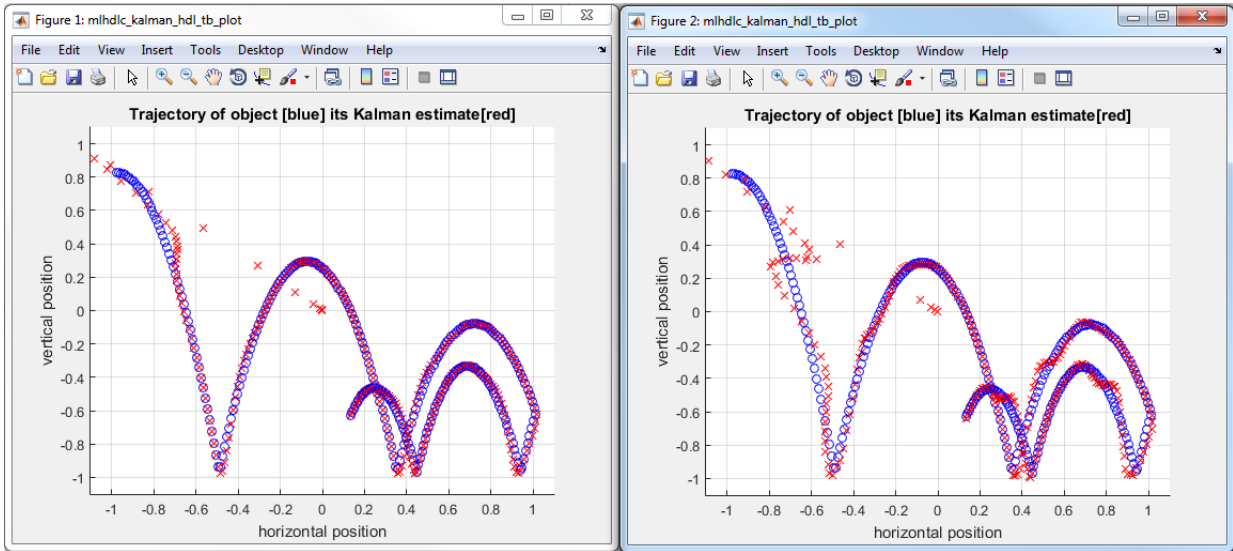 Figure 1: mlhdlc_kalman_hdl_tb_plot
File Edit View Insert Tools Desktop Window Help
Trajectory of object [blue] its Kalman estimate[red]
1
0.8
0.6
0.4
0.2
0
-0.2
-0.4
-0.6
-0.8
-1
vertical position
-1 -0.8 -0.6 -0.4 -0.2 0 0.2 0.4 0.6 0.8 1
horizontal position
Figure 2: mlhdlc_kalman_hdl_tb_plot
File Edit View Insert Tools Desktop Window Help
Trajectory of object [blue] its Kalman estimate[red]
1
0.8
0.6
0.4
0.2
0
-0.2
-0.4
-0.6
-0.8
-1
vertical position
-1 -0.8 -0.6 -0.4 -0.2 0 0.2 0.4 0.6 0.8 1
horizontal position